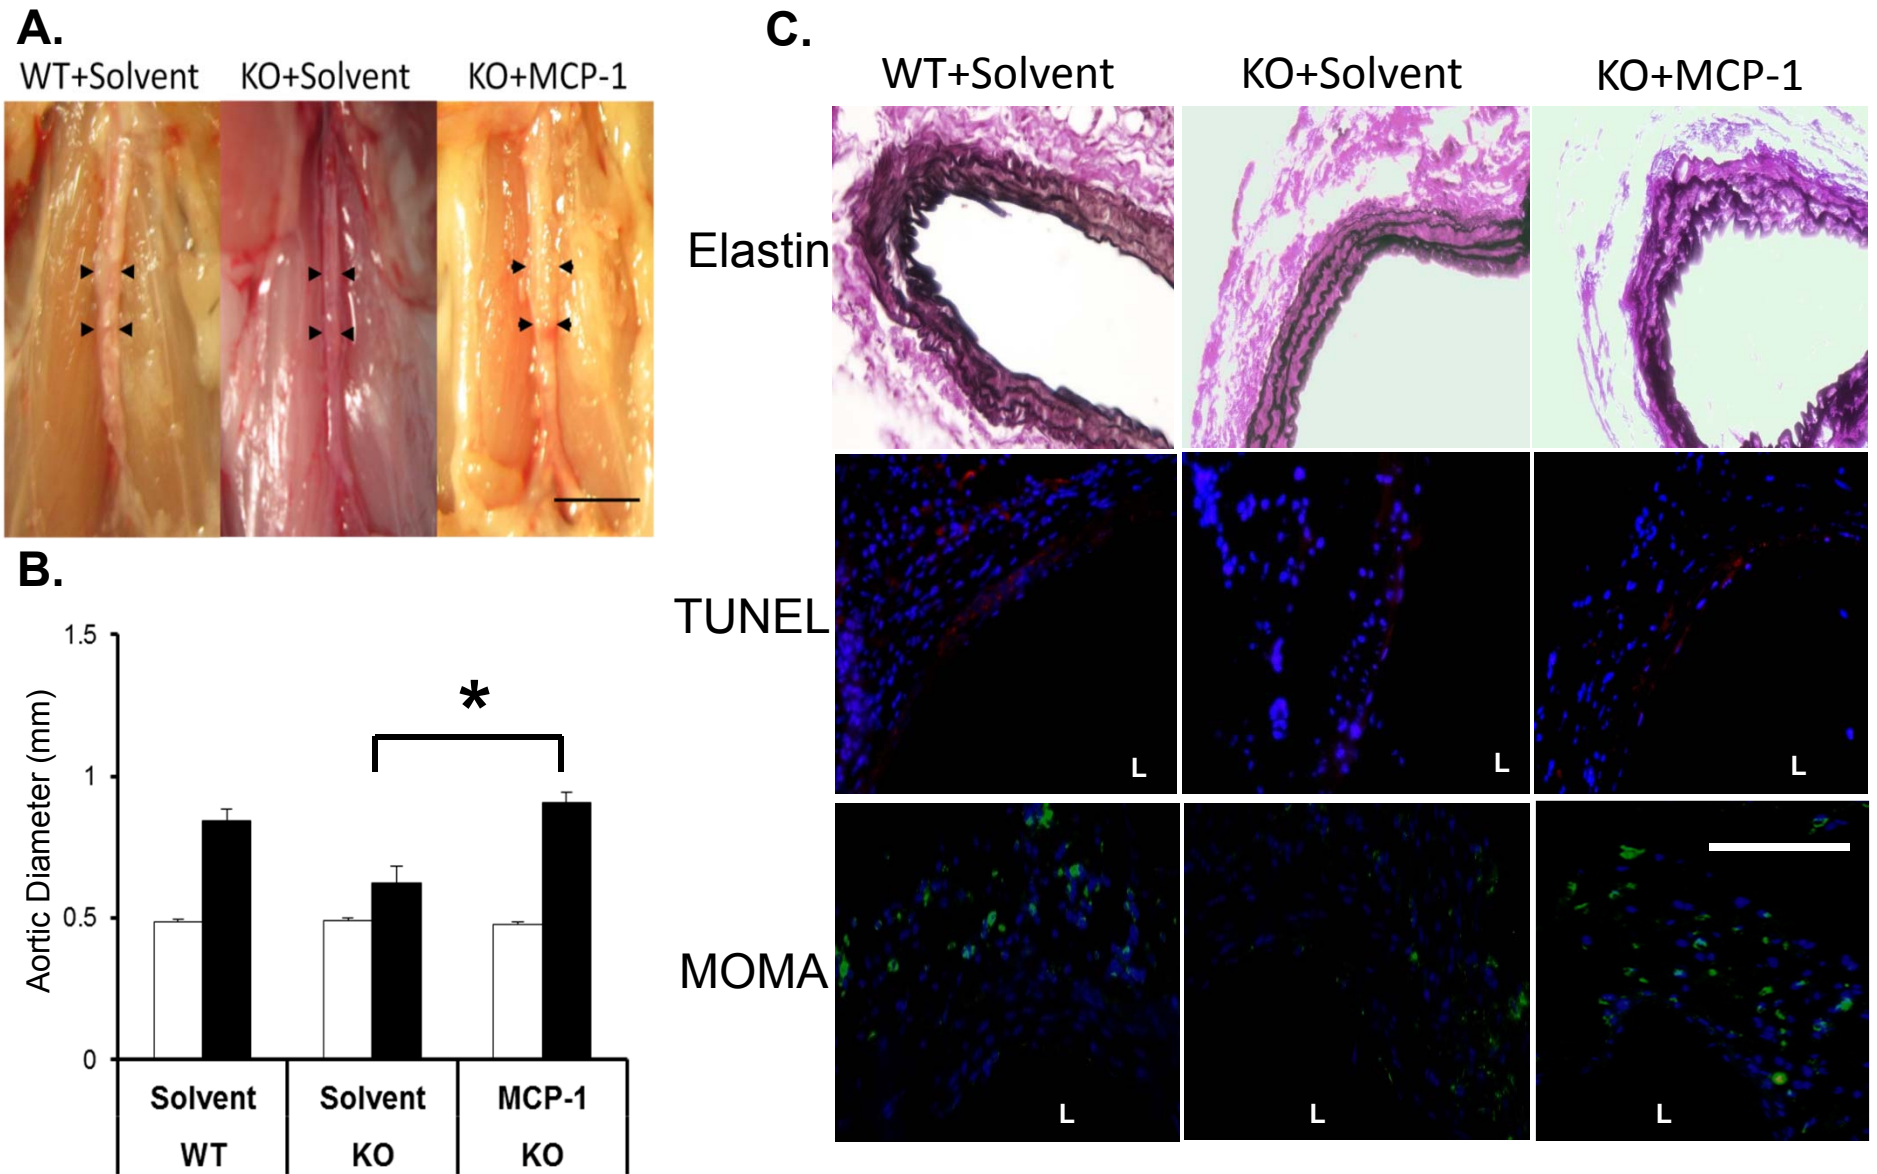 A.
WT+Solvent KO+Solvent KO+MCP-1
B.
1.5
1
0.5
0
Aortic Diameter (mm)
*
Solvent Solvent MCP-1
WT KO KO
C.
WT+Solvent KO+Solvent KO+MCP-1
Elastin
TUNEL
L L L
MOMA
L L L